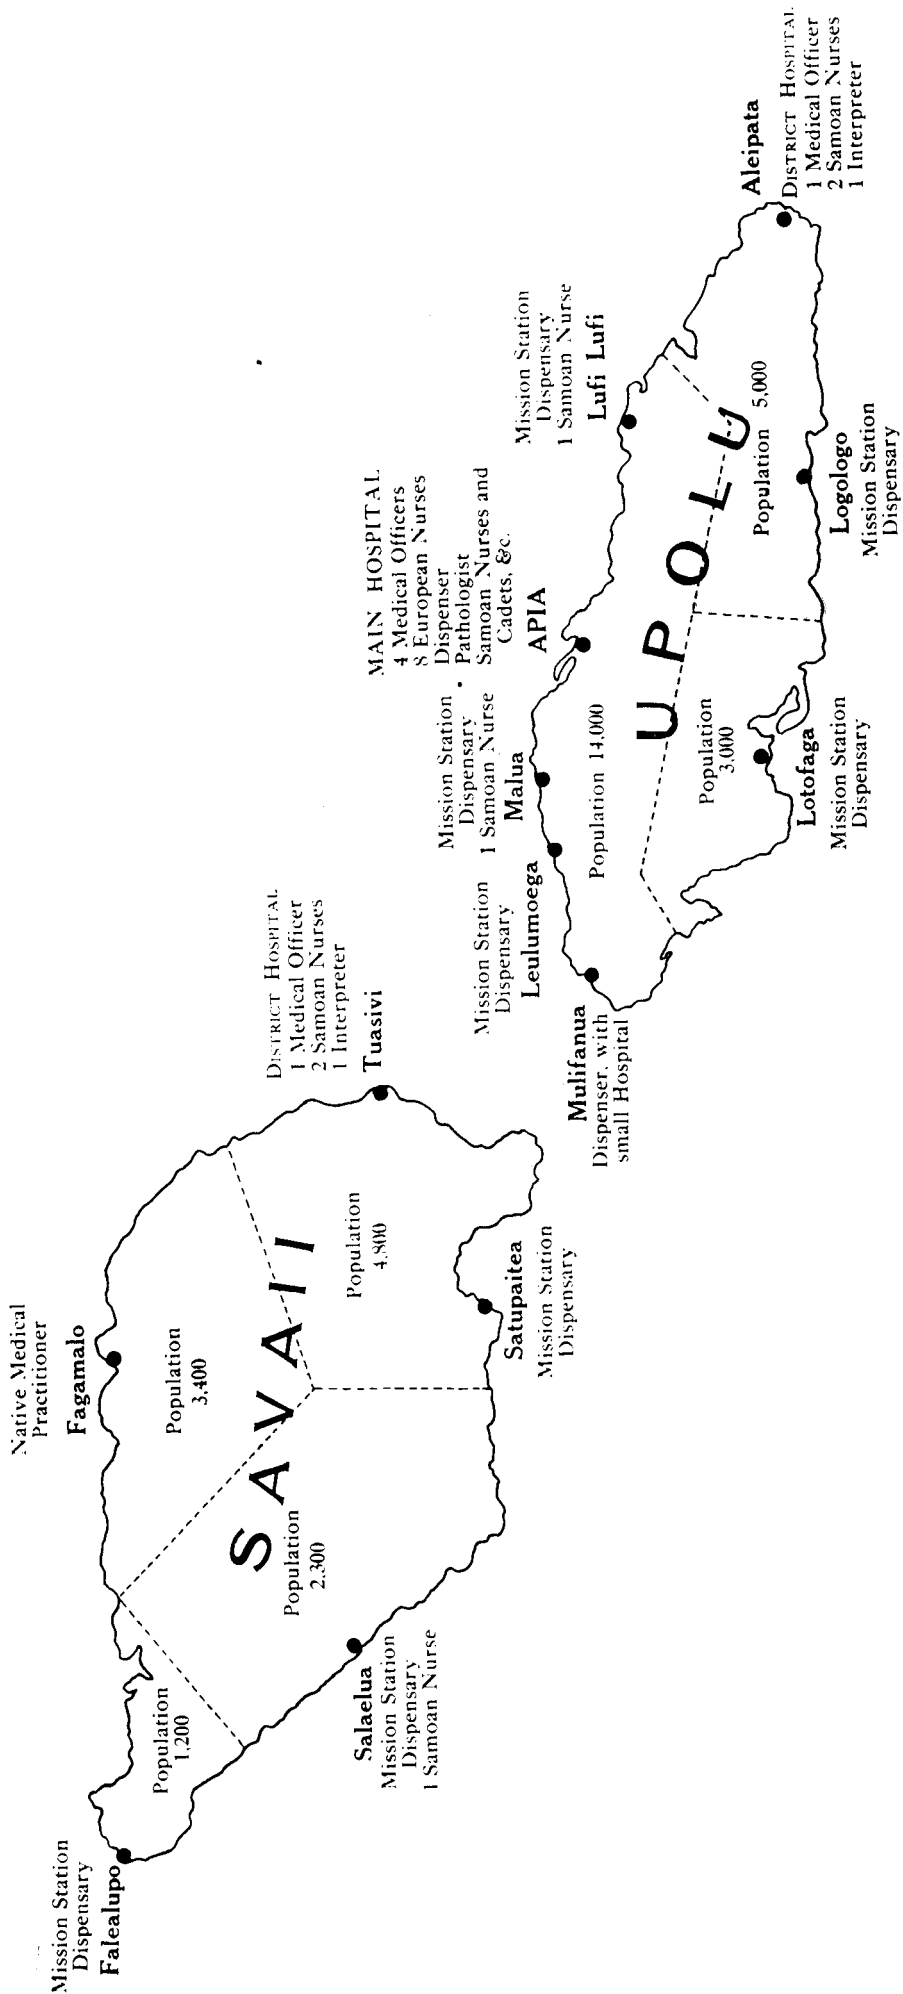 Mission Station
Dispensary
Falealupo
Native Medical
Practitioner
Fagamalo
Population
1,200
Population
3,400
SAVAII
Population
2,300
Population
4,800
Salaelua
Mission Station
Dispensary
1 Samoan Nurse
Satupaitea
Mission Station
Dispensary
DISTRICT HOSPITAL
1 Medical Officer
2 Samoan Nurses
1 Interpreter
Tuasivi
Mulifanua
Dispenser, with
small Hospital
Mission Station
Dispensary
Leulumoega
Mission Station
Dispensary
1 Samoan Nurse
Malua
MAIN HOSPITAL
4 Medical Officers
8 European Nurses
Dispenser
Pathologist
Samoan Nurses and
Cadets, &c.
APIA
Mission Station
Dispensary
1 Samoan Nurse
Lufi Lufi
Population 14,000
UPOLU
Population
3,000
Population 5,000
Lotofaga
Mission Station
Dispensary
Logologo
Mission Station
Dispensary
Aleipata
DISTRICT HOSPITAL
1 Medical Officer
2 Samoan Nurses
1 Interpreter